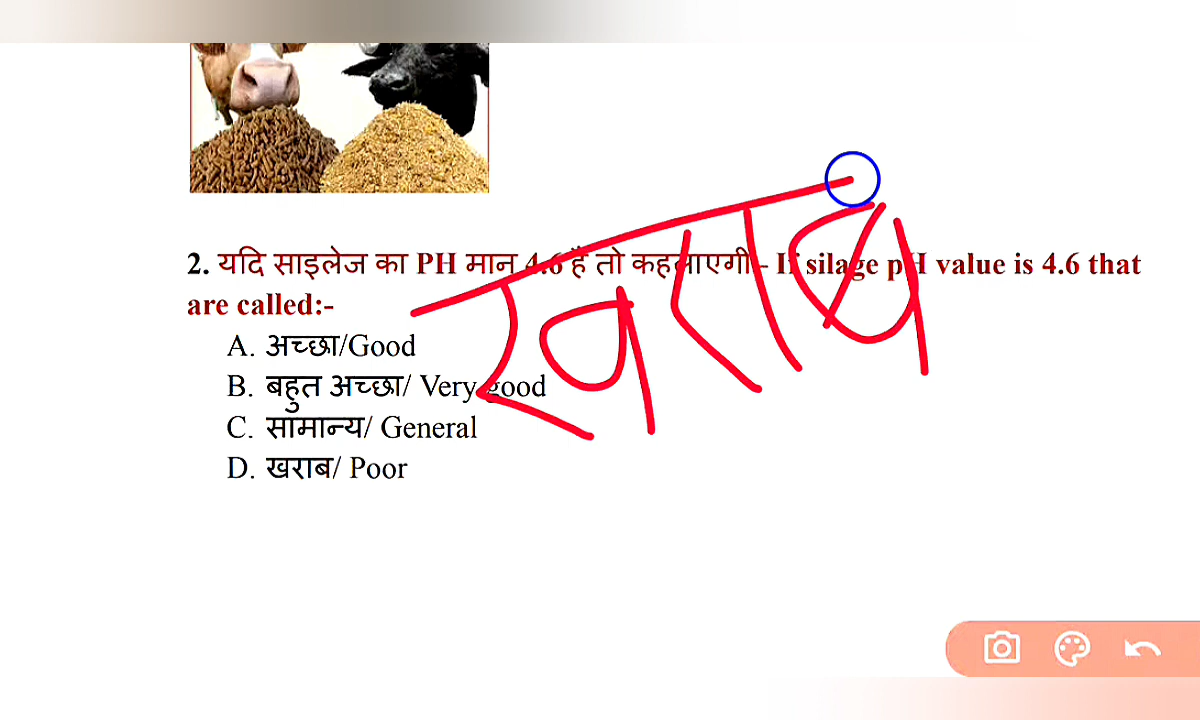 2. यदि साइलेज का PH मान 4.6 है तो कहलाएगी - If silage pH value is 4.6 that
are called:-
A. अच्छा/Good
B. बहुत अच्छा/ Very good
C. सामान्य/ General
D. खराब/ Poor
खराब